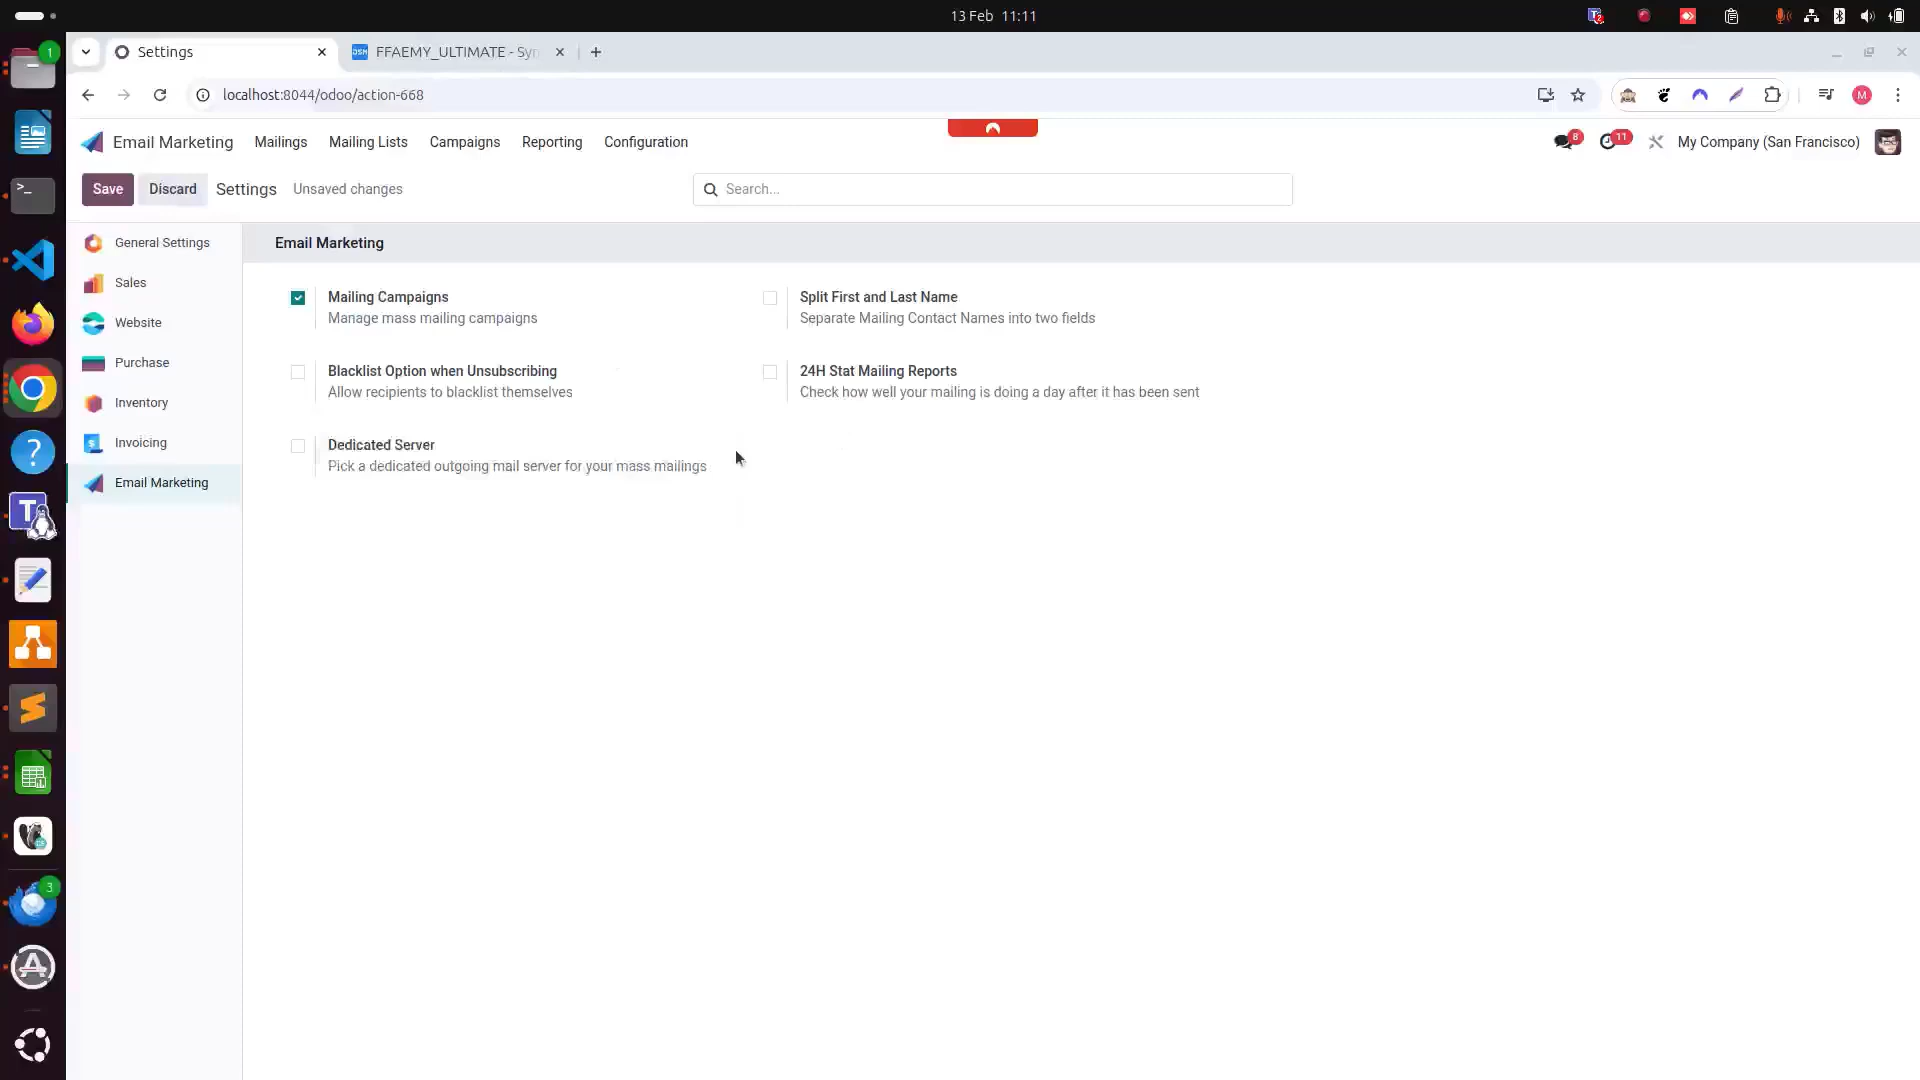 13 Feb 11:11
1
Settings
FFAEMY_ULTIMATE - Syn
localhost:8044/odoo/action-668
M
Email Marketing
Mailings
Mailing Lists
Campaigns
Reporting
Configuration
8
11
My Company (San Francisco)
Save
Discard
Settings
Unsaved changes
Search...
General Settings
Sales
Website
Purchase
Inventory
Invoicing
Email Marketing
Email Marketing
Mailing Campaigns
Manage mass mailing campaigns
Split First and Last Name
Separate Mailing Contact Names into two fields
Blacklist Option when Unsubscribing
Allow recipients to blacklist themselves
24H Stat Mailing Reports
Check how well your mailing is doing a day after it has been sent
Dedicated Server
Pick a dedicated outgoing mail server for your mass mailings
3